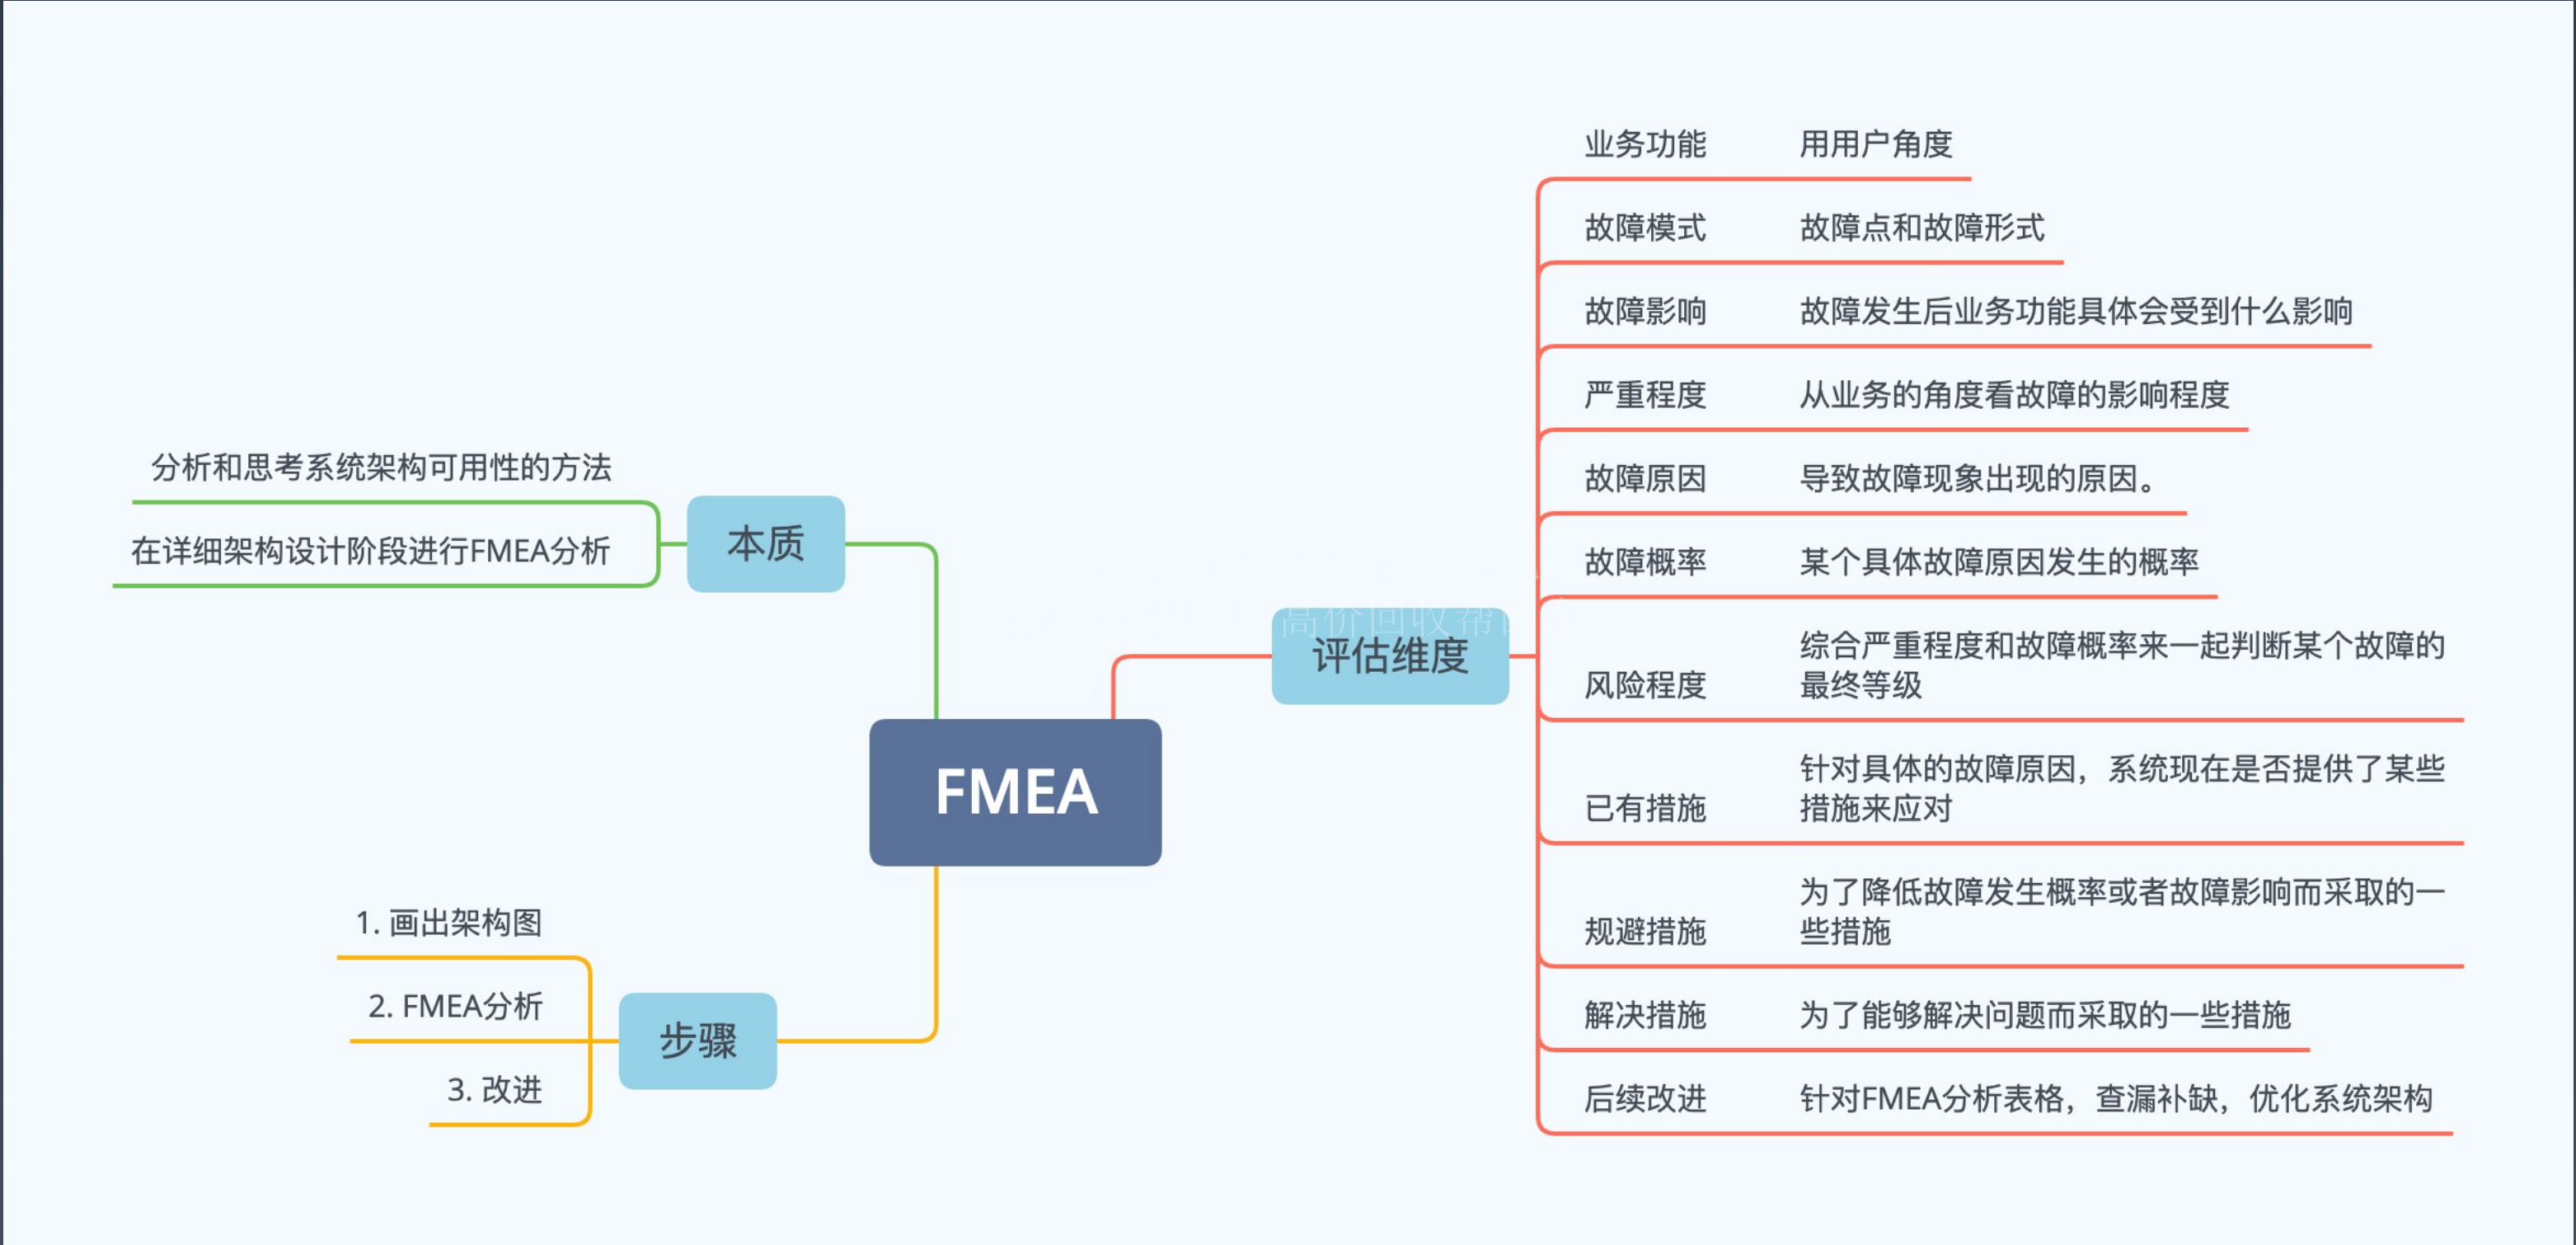 分析和思考系统架构可用性的方法
在详细架构设计阶段进行FMEA分析
本质
FMEA
1. 画出架构图
2. FMEA分析
3. 改进
步骤
评估维度
业务功能 用用户角度
故障模式 故障点和故障形式
故障影响 故障发生后业务功能具体会受到什么影响
严重程度 从业务的角度看故障的影响程度
故障原因 导致故障现象出现的原因。
故障概率 某个具体故障原因发生的概率
风险程度 综合严重程度和故障概率来一起判断某个故障的
最终等级
已有措施 针对具体的故障原因，系统现在是否提供了某些
措施来应对
规避措施 为了降低故障发生概率或者故障影响而采取的一
些措施
解决措施 为了能够解决问题而采取的一些措施
后续改进 针对FMEA分析表格，查漏补缺，优化系统架构
高价回收帮